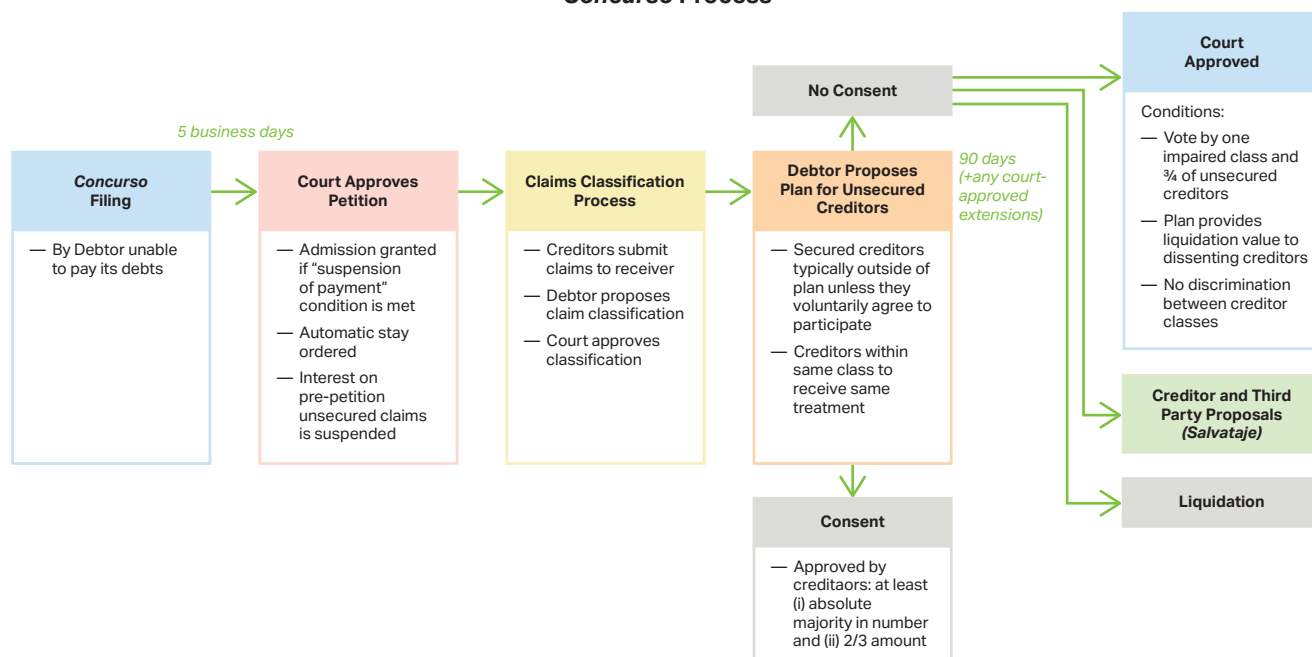 Concurso Process
5 business days
Concurso
Filing
— By Debtor unable
to pay its debts
Court Approves
Petition
— Admission granted
if “suspension
of payment”
condition is met
— Automatic stay
ordered
— Interest on
pre-petition
unsecured claims
is suspended
Claims Classification
Process
— Creditors submit
claims to receiver
— Debtor proposes
claim classification
— Court approves
classification
Debtor Proposes
Plan for Unsecured
Creditors
— Secured creditors
typically outside of
plan unless they
voluntarily agree to
participate
— Creditors within
same class to
receive same
treatment
90 days
(+any court-
approved
extensions)
No Consent
Consent
— Approved by
creditaors: at least
(i) absolute
majority in number
and (ii) 2/3 amount
Court
Approved
Conditions:
— Vote by one
impaired class and
¾ of unsecured
creditors
— Plan provides
liquidation value to
dissenting creditors
— No discrimination
between creditor
classes
Creditor and Third
Party Proposals
(Salvataje)
Liquidation